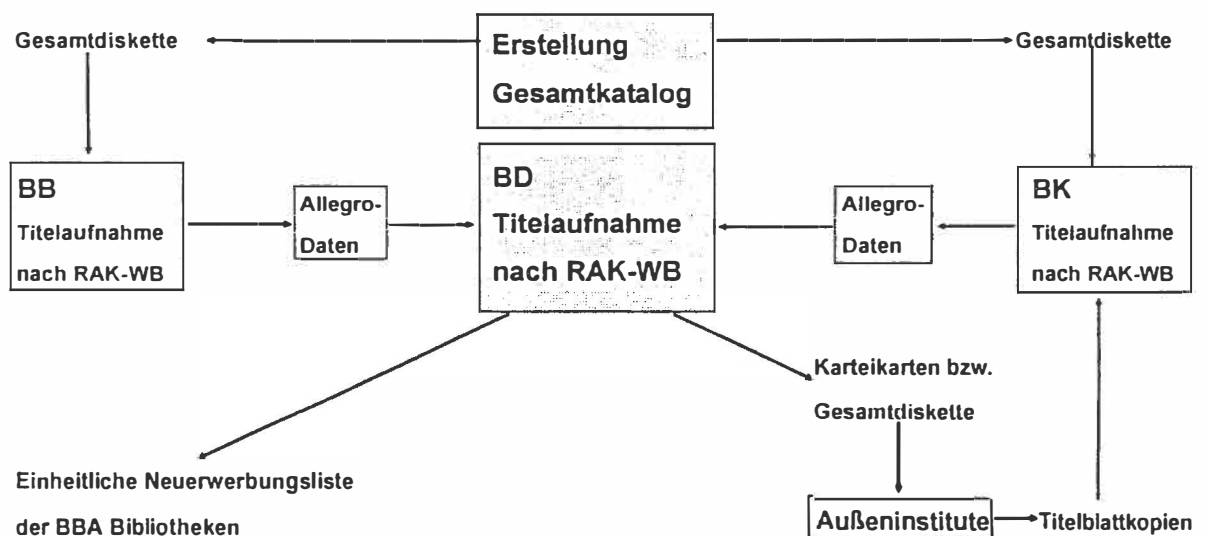 Gesamtdiskette
Erstellung
Gesamtkatalog
Gesamtdiskette
BB
Titelaufnahme
nach RAK-WB
Allegro-
Daten
BD
Titelaufnahme
nach RAK-WB
Allegro-
Daten
BK
Titelaufnahme
nach RAK-WB
Karteikarten bzw.
Gesamtdiskette
Einheitliche Neuerwerbungsliste
der BBA Bibliotheken
Außeninstitute
Titelblattkopien